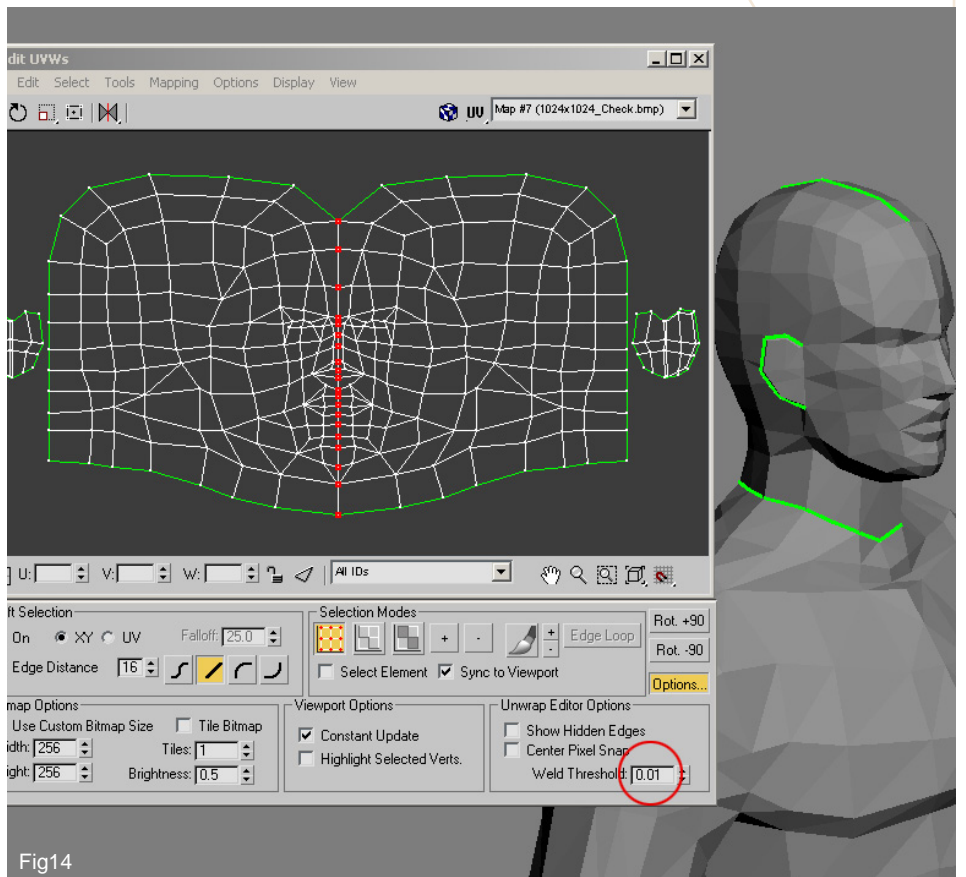 dit UVWs
Edit Select Tools Mapping Options Display View
UV Map #7 (1024x1024_Check.bmp)
U: V: W: All IDs
ft Selection
On XY UV Falloff: 25.0
Edge Distance 16
Selection Modes
+ - + - Edge Loop
Select Element Sync to Viewport
Rot. +90
Rot. -90
Options...
map Options
Use Custom Bitmap Size Tile Bitmap
idth: 256 Tiles: 1
ight: 256 Brightness: 0.5
Viewport Options
Constant Update
Highlight Selected Verts.
Unwrap Editor Options
Show Hidden Edges
Center Pixel Snap
Weld Threshold: 0.01
Fig14